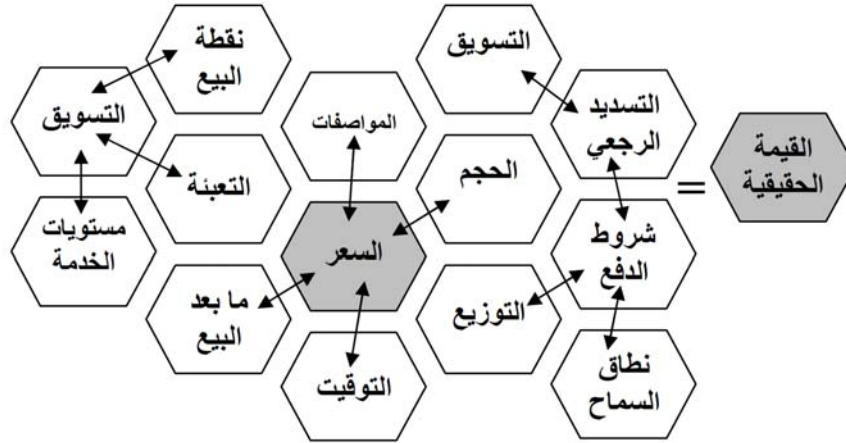 نقطة
البيع
التسويق
التسويق
المواصفات
التسديد
الرجعي
القيمة
الحقيقية
=
التعبئة
الحجم
مستويات
الخدمة
السعر
شروط
الدفع
ما بعد
البيع
التوزيع
التوقيت
نطاق
السماح